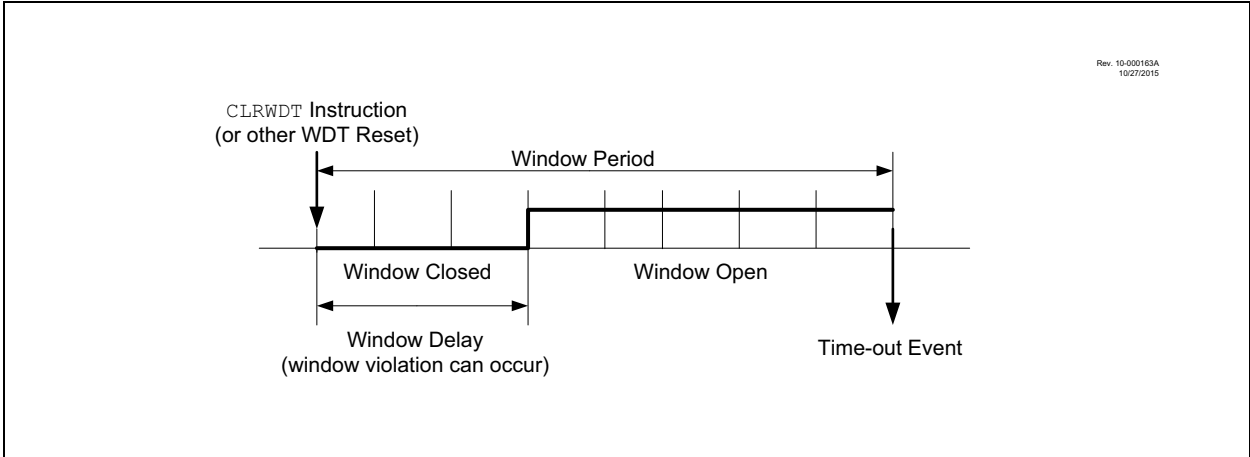 Rev. 10-000163A
10/27/2015
CLRWDT Instruction
(or other WDT Reset)
Window Period
Window Closed
Window Open
Window Delay
(window violation can occur)
Time-out Event